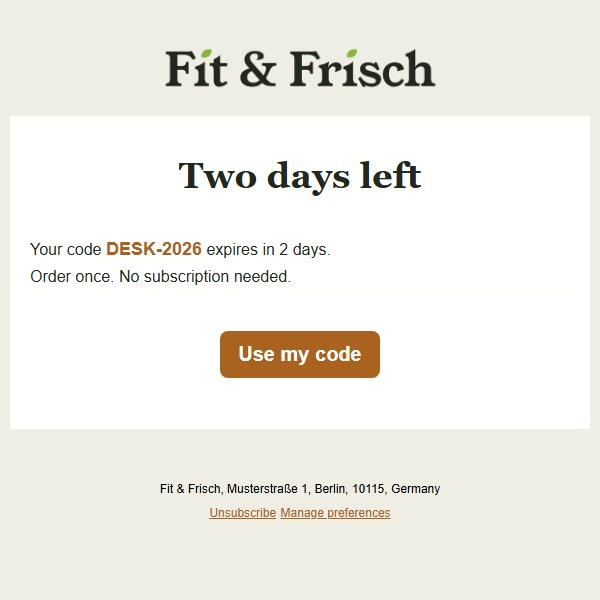 Fit & Frisch
Two days left
Your code DESK-2026 expires in 2 days.
Order once. No subscription needed.
Use my code
Fit & Frisch, Musterstraße 1, Berlin, 10115, Germany
Unsubscribe Manage preferences